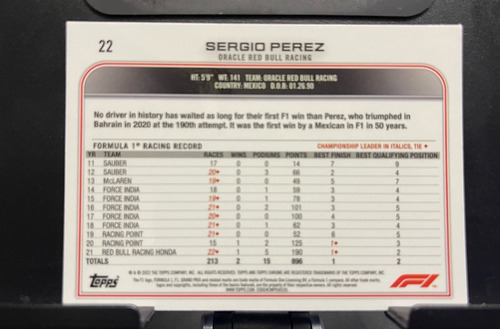 22
SERGIO PEREZ
ORACLE RED BULL RACING
HT: 5'8" WT: 141 TEAM: ORACLE RED BULL RACING
COUNTRY: MEXICO D.O.B: 01.26.90
No driver in history has waited as long for their first F1 win than Perez, who triumphed
in Bahrain in 2020 at the 190th attempt. It was the first win by a Mexican in F1 in 50 years.
FORMULA 1® RACING RECORD CHAMPIONSHIP LEADER IN ITALICS, TIE ♦
YR TEAM RACES WINS PODIUMS POINTS BEST FINISH BEST QUALIFYING POSITION
11 SAUBER 17 0 0 14 7 9
12 SAUBER 20♦ 0 3 66 2 4
13 McLAREN 19♦ 0 0 49 5 7
14 FORCE INDIA 18 0 1 59 3 4
15 FORCE INDIA 19♦ 0 1 78 3 4
16 FORCE INDIA 21♦ 0 2 101 3 5
17 FORCE INDIA 20♦ 0 0 100 4 5
18 FORCE INDIA 21♦ 0 1 62 3 4
19 RACING POINT 21♦ 0 0 52 6 5
20 RACING POINT 15 1 2 125 1♦ 3
21 RED BULL RACING HONDA 22♦ 1 5 190 1♦ 2
TOTALS 213 2 15 896 1 2
Topps
F1